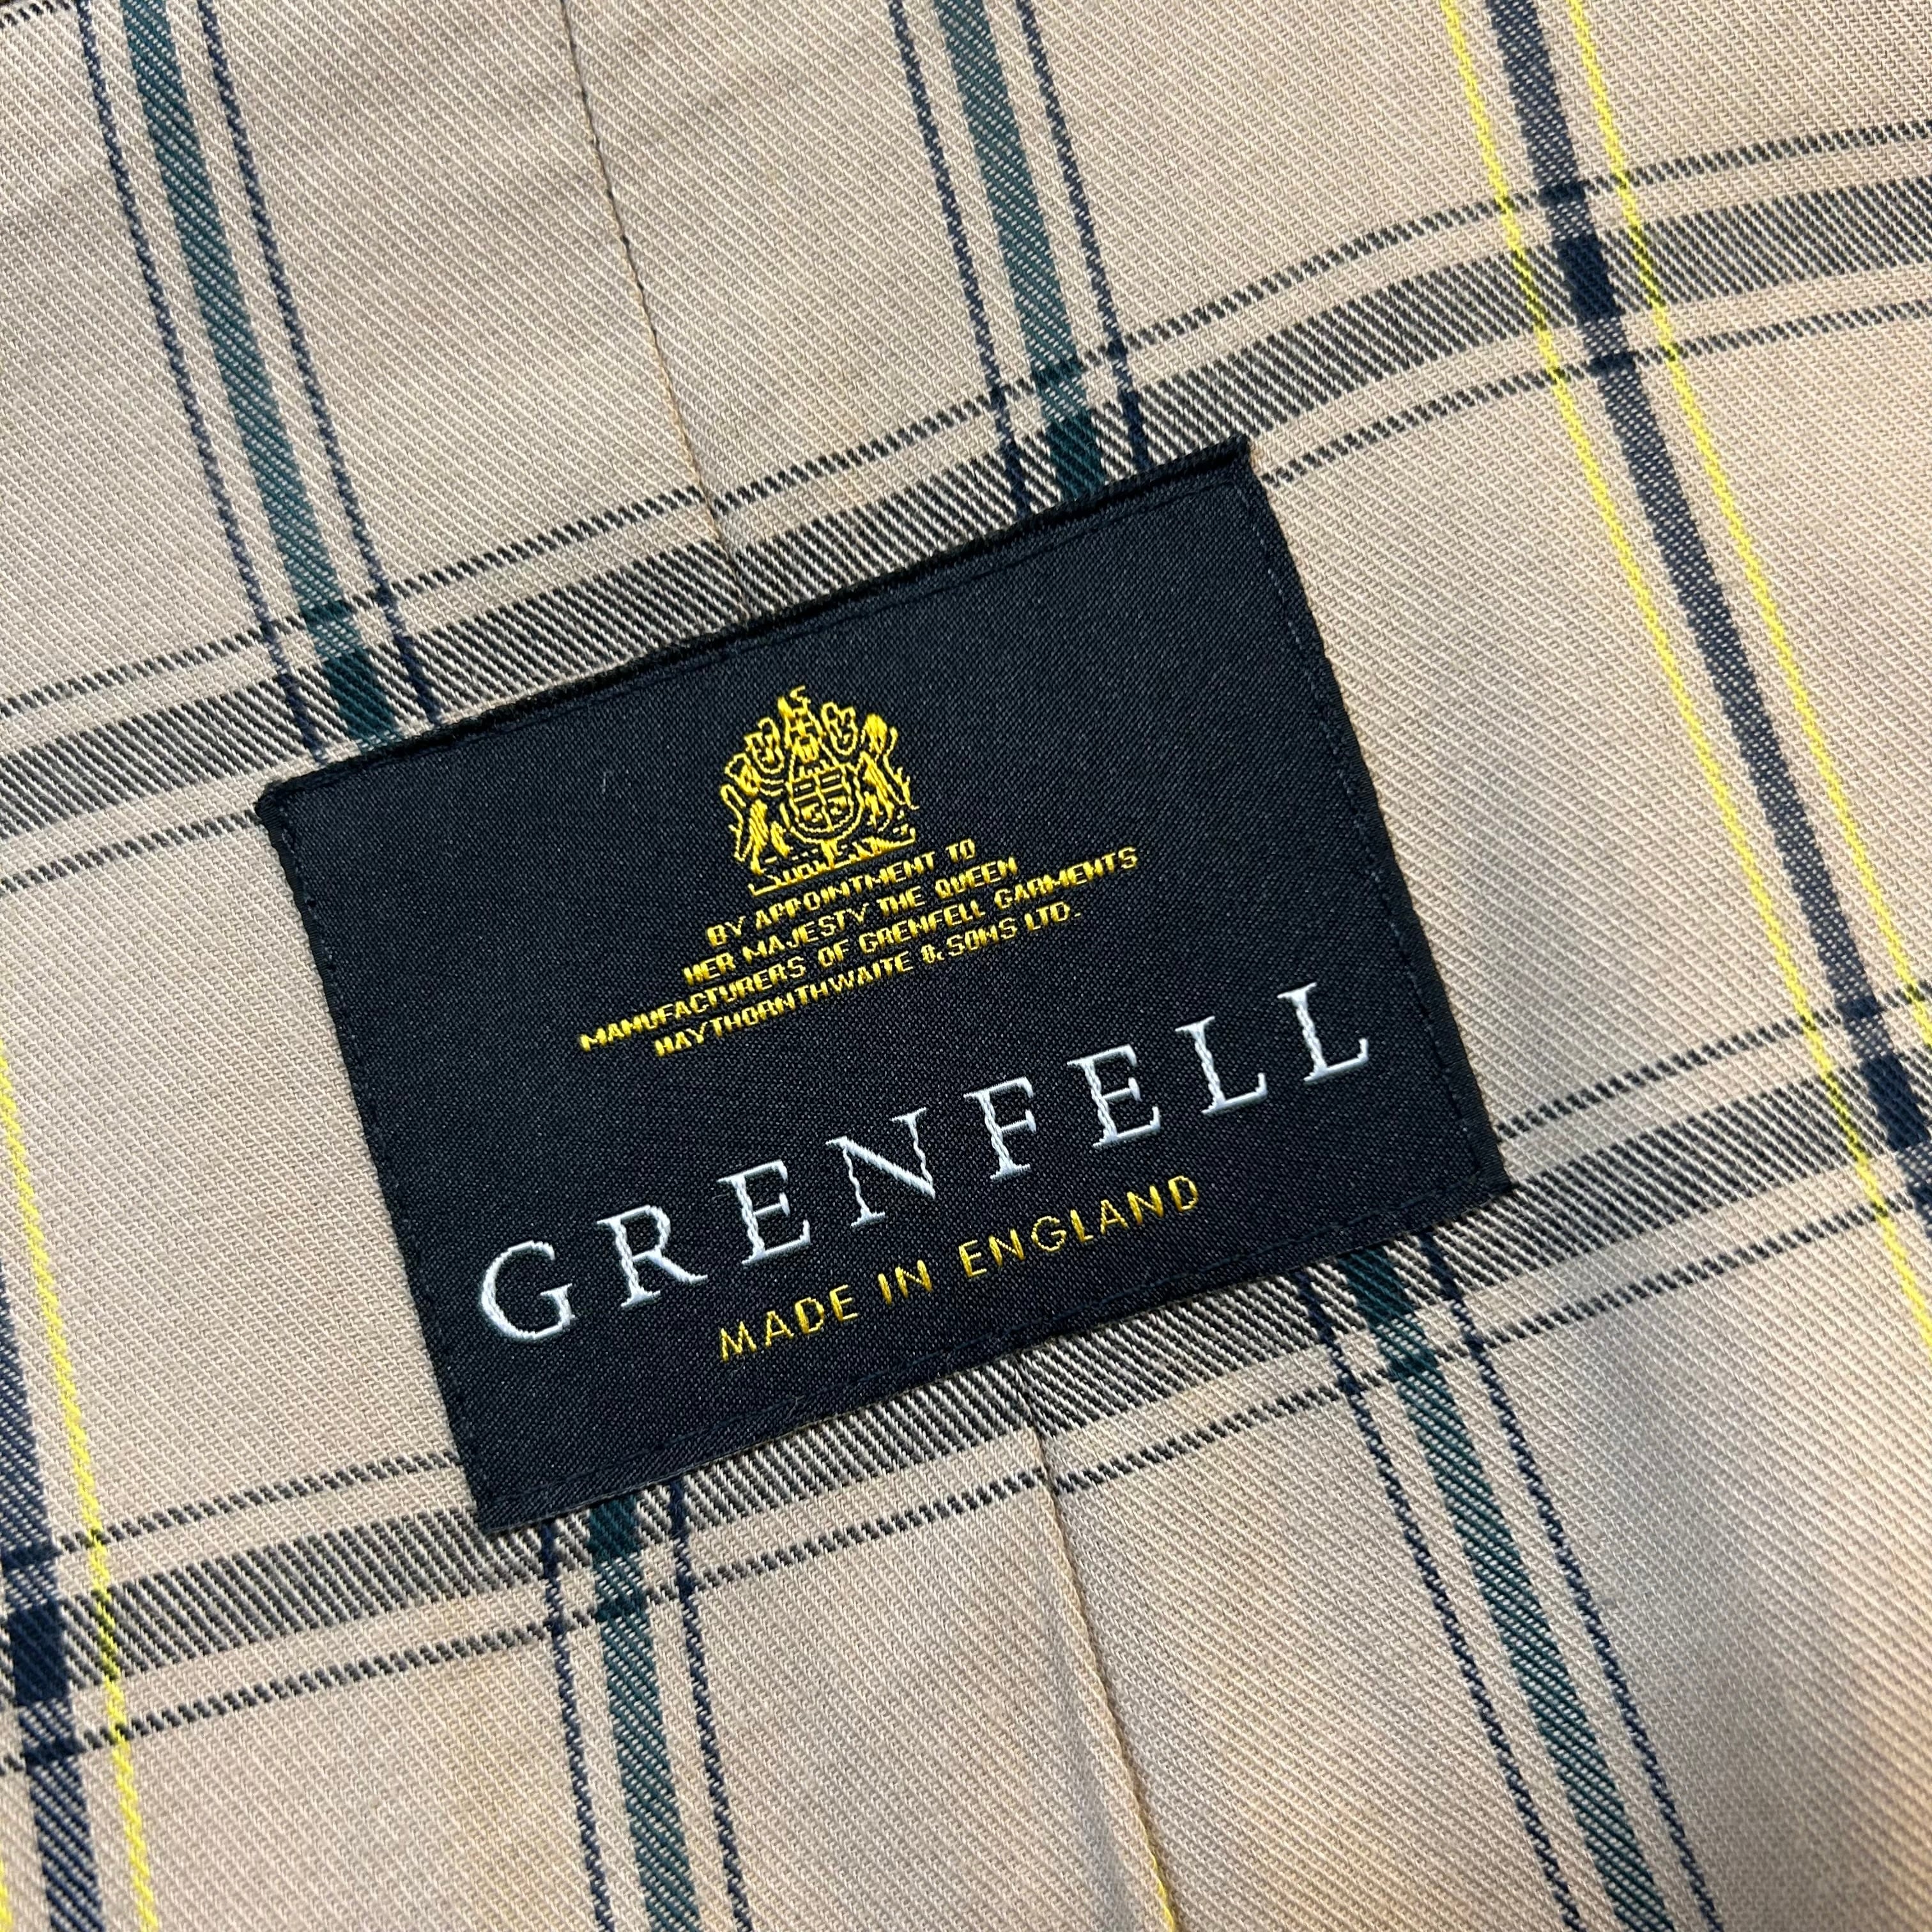 BY APPOINTMENT TO
HER MAJESTY THE QUEEN
MANUFACTURERS OF GRENFELL GARMENTS
HAYTHORNTHWAITE & SONS LTD.
GRENFELL
MADE IN ENGLAND